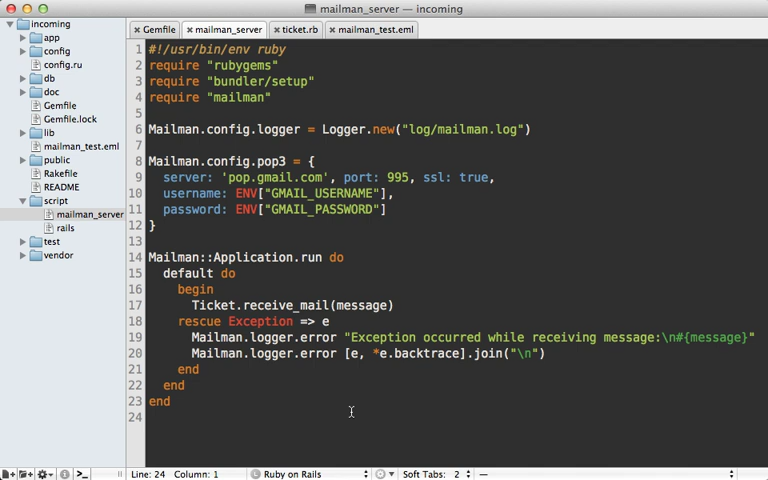 mailman_server — incoming
incoming
app
config
config.ru
db
doc
Gemfile
Gemfile.lock
lib
mailman_test.eml
public
Rakefile
README
script
mailman_server
rails
test
vendor
Gemfile
mailman_server
ticket.rb
mailman_test.eml
1 #!/usr/bin/env ruby
2 require "rubygems"
3 require "bundler/setup"
4 require "mailman"
5
6 Mailman.config.logger = Logger.new("log/mailman.log")
7
8 Mailman.config.pop3 = {
9   server: 'pop.gmail.com', port: 995, ssl: true,
10   username: ENV["GMAIL_USERNAME"],
11   password: ENV["GMAIL_PASSWORD"]
12 }
13
14 Mailman::Application.run do
15   default do
16     begin
17       Ticket.receive_mail(message)
18     rescue Exception => e
19       Mailman.logger.error "Exception occurred while receiving message:\n#{message}"
20       Mailman.logger.error [e, *e.backtrace].join("\n")
21     end
22   end
23 end
24
Line: 24 Column: 1 Ruby on Rails Soft Tabs: 2 —